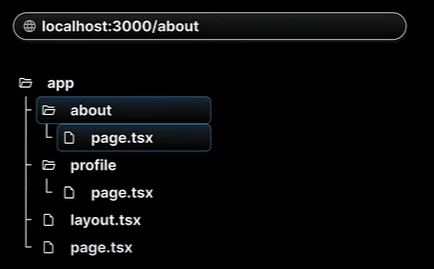 localhost:3000/about
app
about
page.tsx
profile
page.tsx
layout.tsx
page.tsx